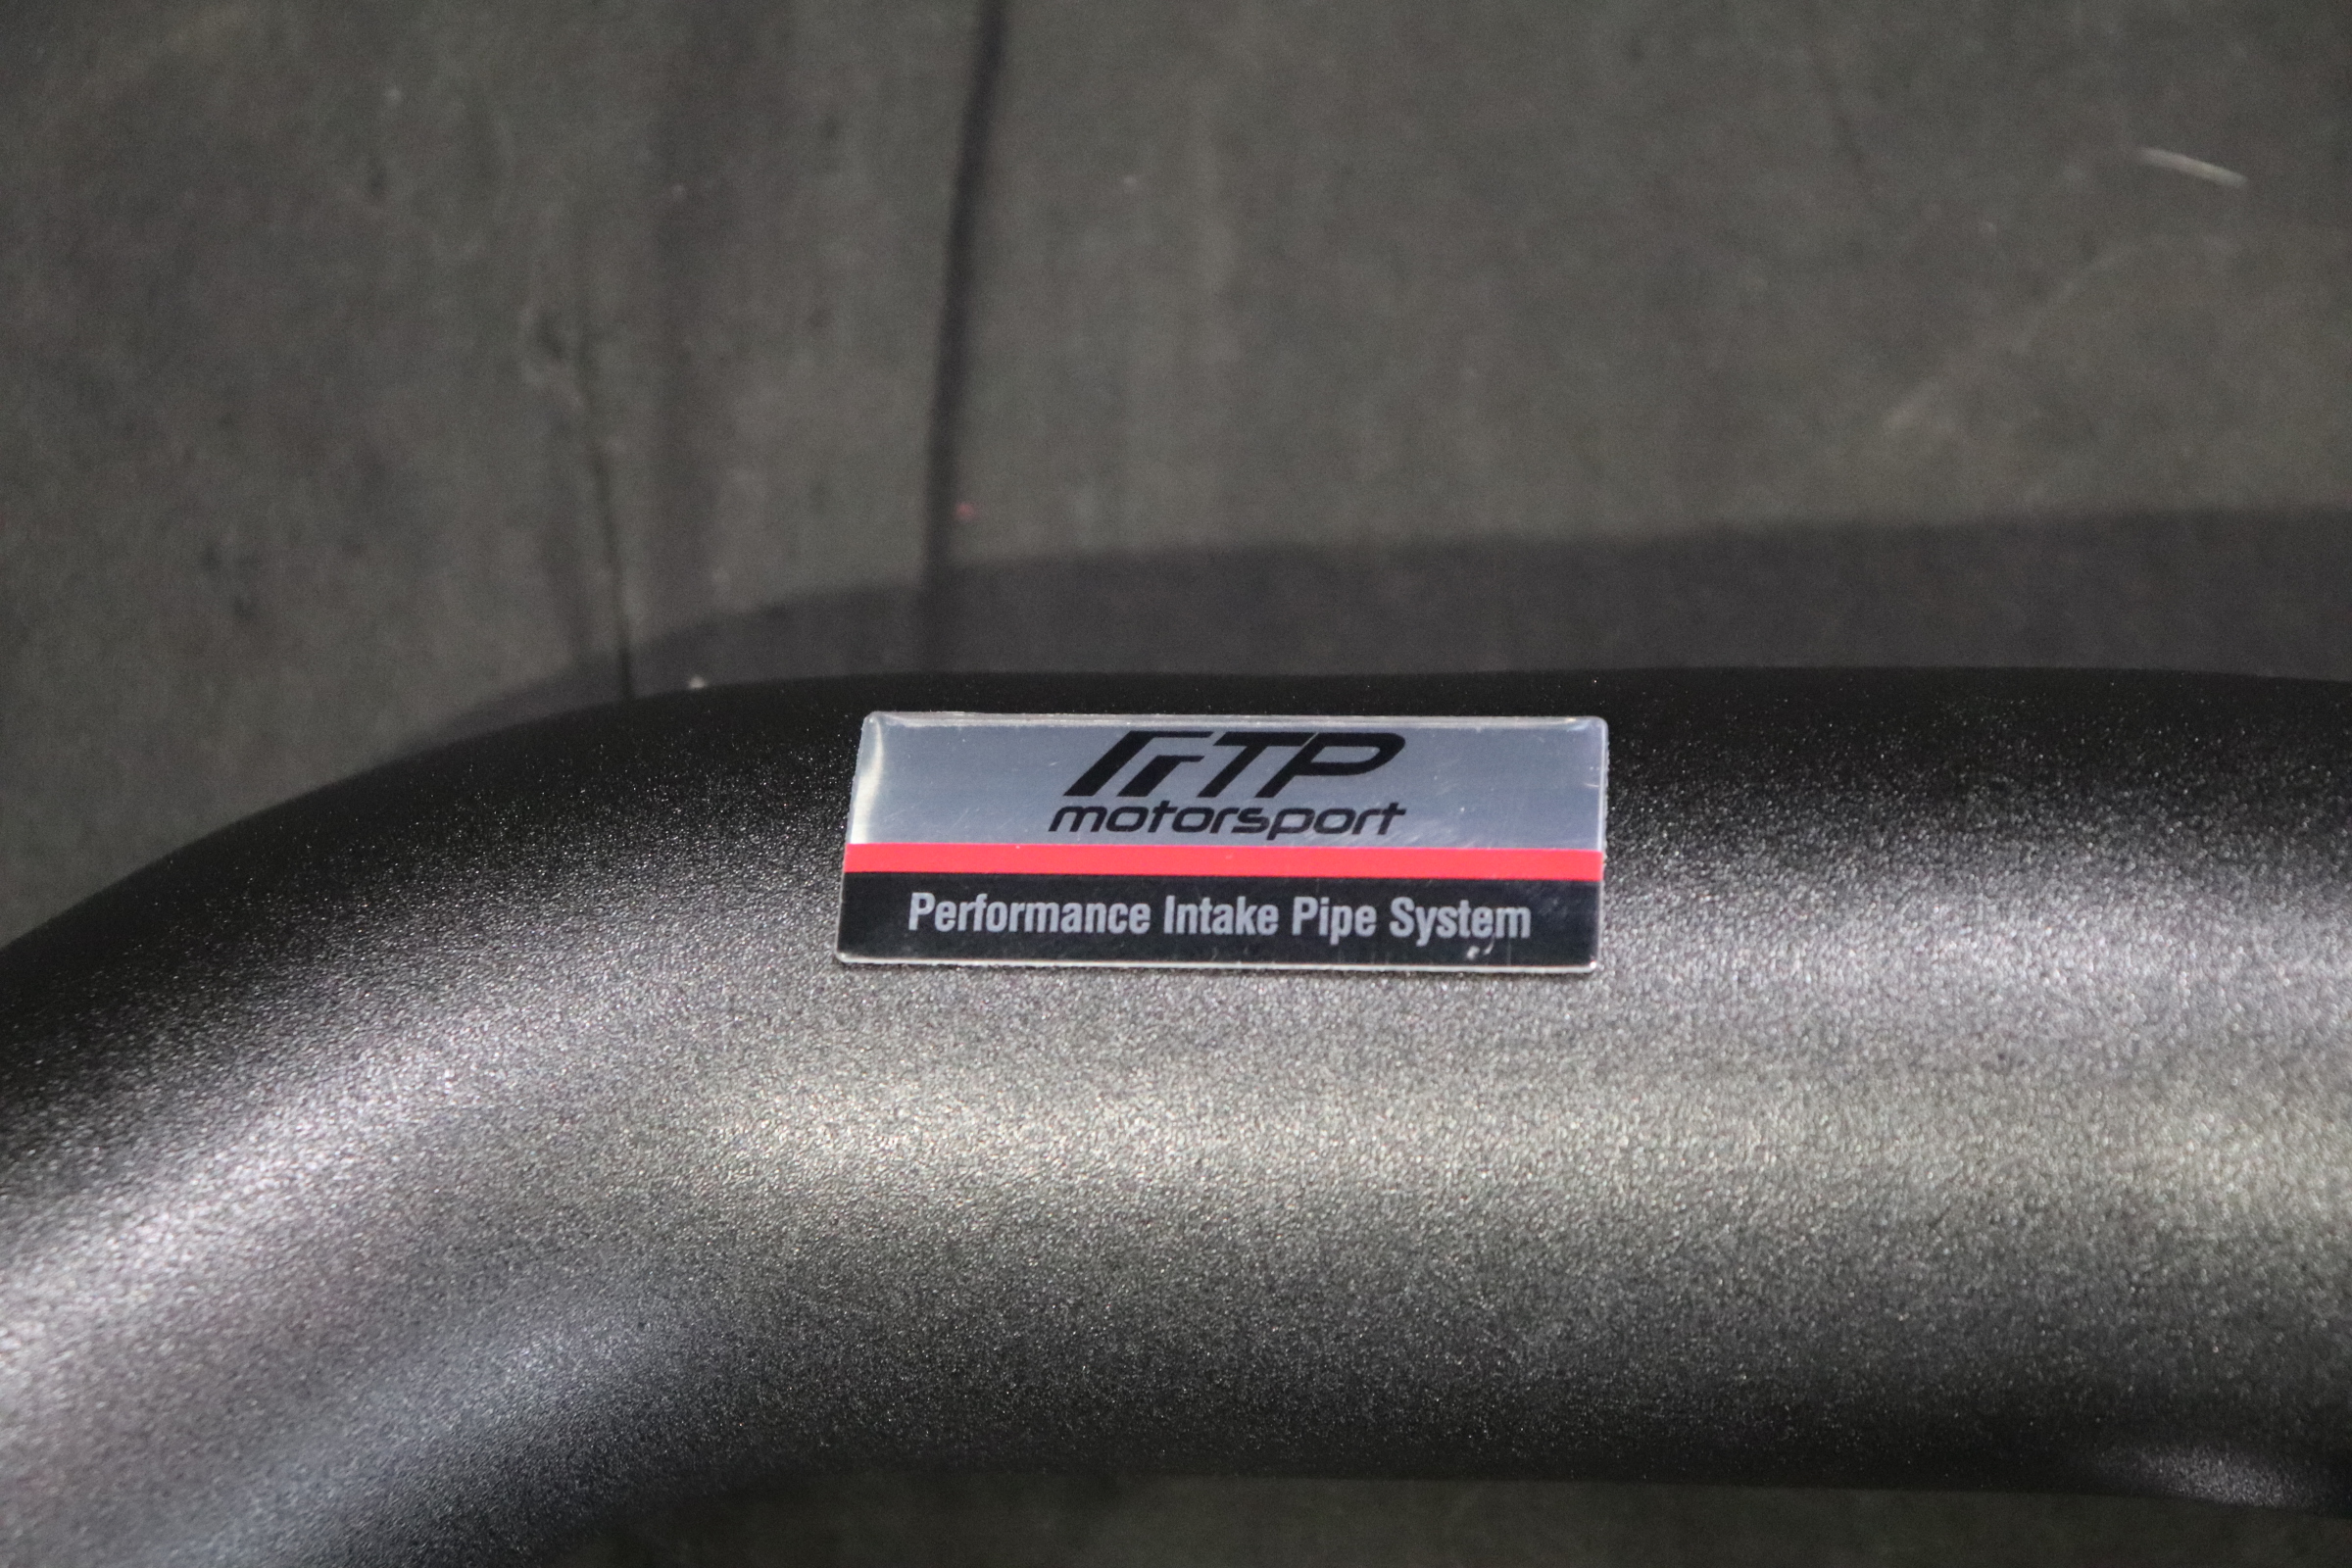 FTP
motorsport
Performance Intake Pipe System